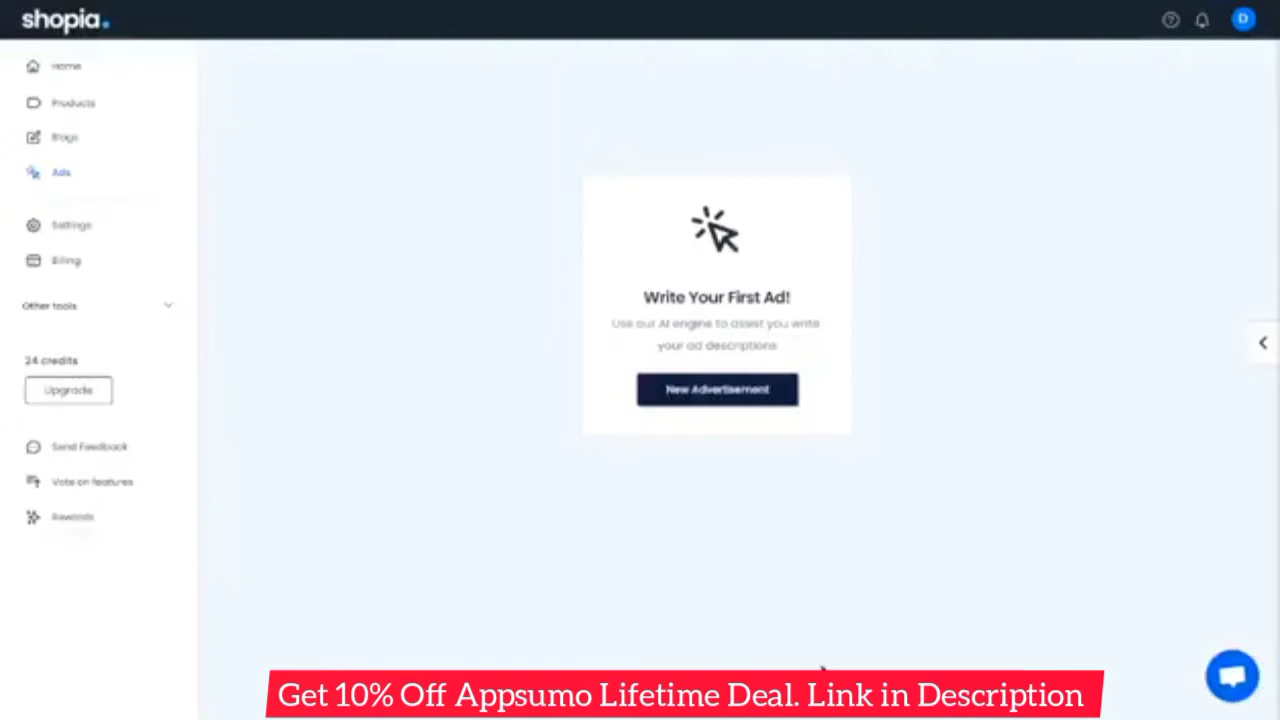 shopia.
D
Home
Products
Blogs
Ads
Settings
Billing
Other tools
24 credits
Upgrade
Send Feedback
Vote on features
Rewards
Write Your First Ad!
Use our AI engine to assist you write
your ad descriptions
New Advertisement
Get 10% Off Appsumo Lifetime Deal. Link in Description